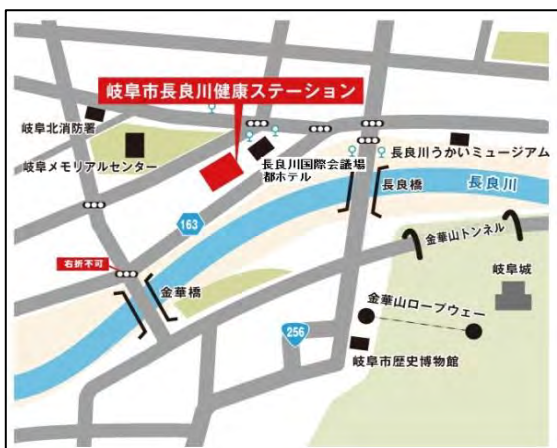 岐阜市長良川健康ステーション
岐阜北消防署
岐阜メモリアルセンター
長良川国際会議場
都ホテル
長良川うかいミュージアム
長良橋
長良川
163
金華山トンネル
右折不可
金華橋
岐阜城
金華山ロープウェー
256
岐阜市歴史博物館